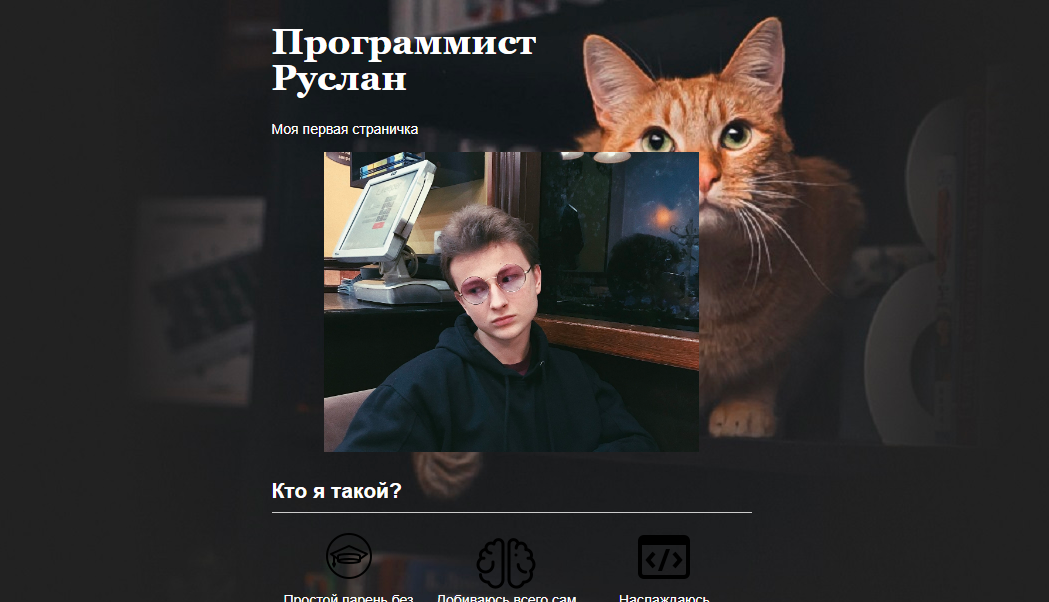 Программист
Руслан
Моя первая страничка
Кто я такой?
Простой парень без
Добиваюсь всего сам
Наслаждаюсь